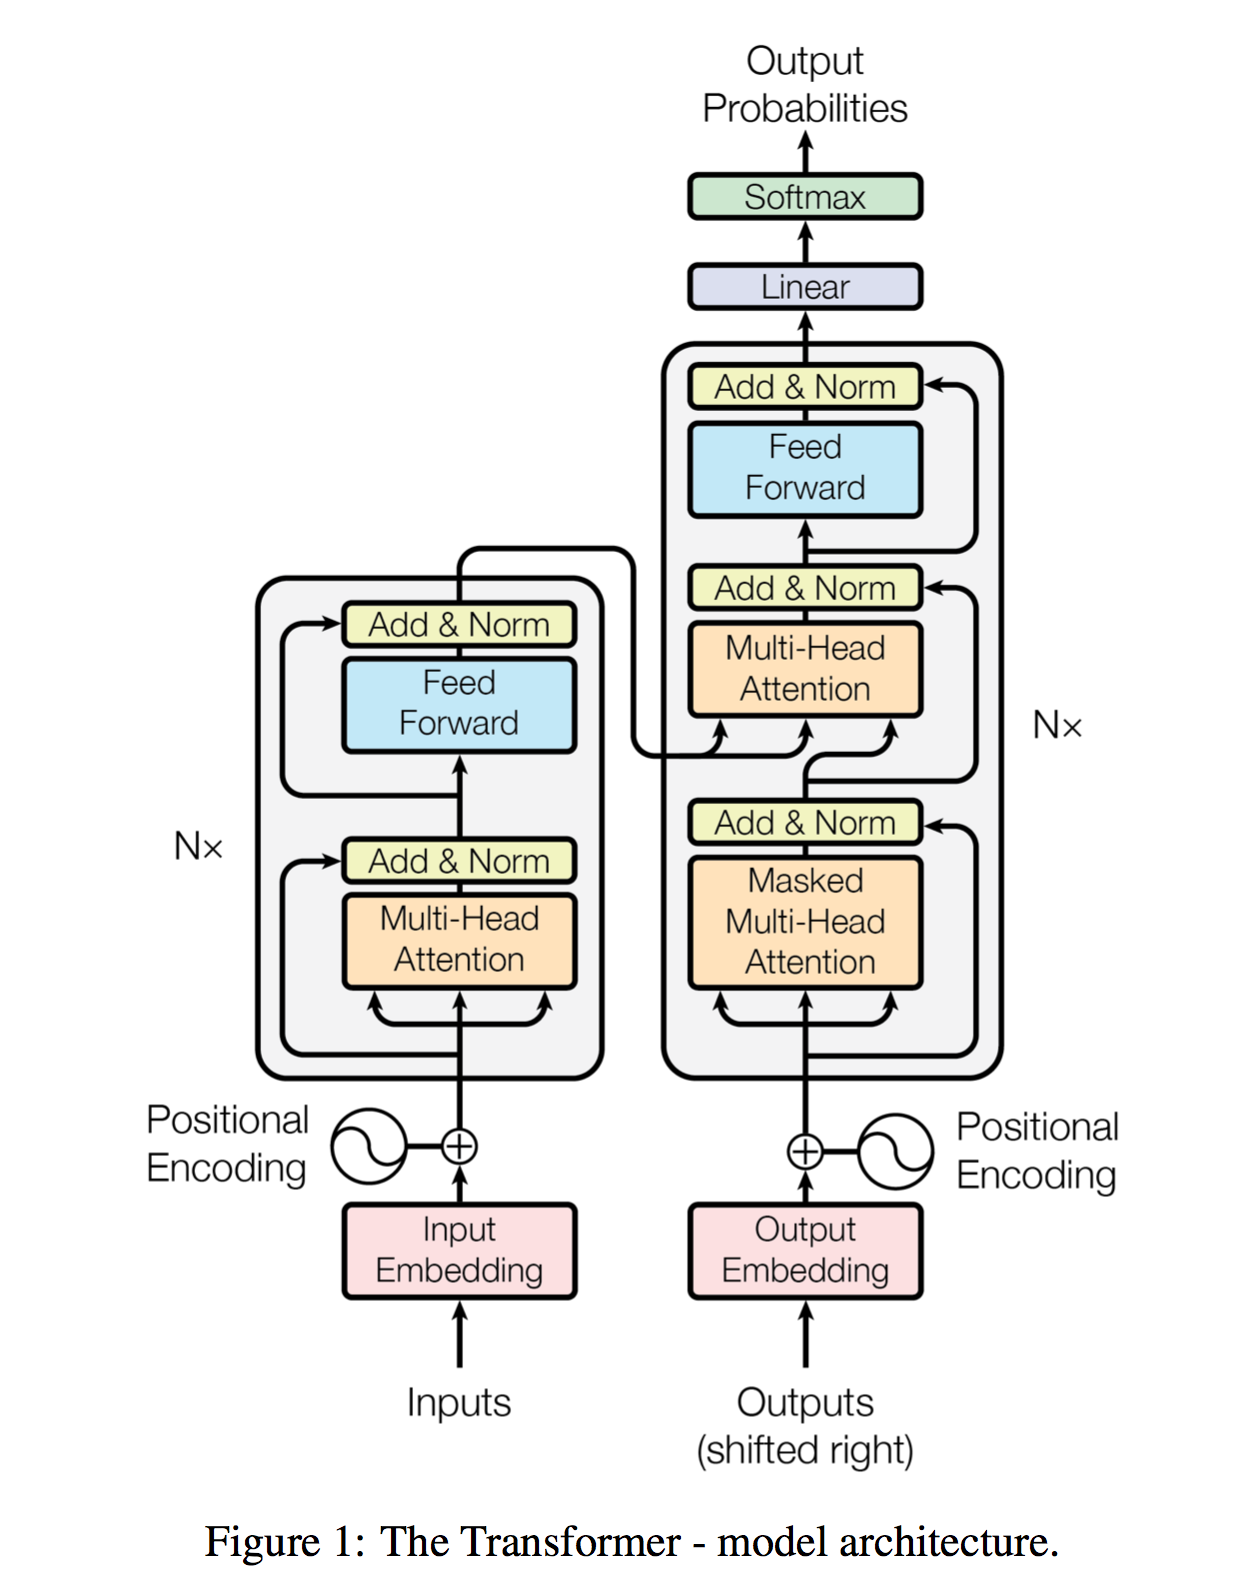 Output
Probabilities
Softmax
Linear
Add & Norm
Feed
Forward
Add & Norm
Multi-Head
Attention
Add & Norm
Masked
Multi-Head
Attention
N×
Add & Norm
Feed
Forward
Add & Norm
Multi-Head
Attention
N×
Positional
Encoding
Positional
Encoding
Input
Embedding
Output
Embedding
Inputs
Outputs
(shifted right)
Figure 1: The Transformer - model architecture.